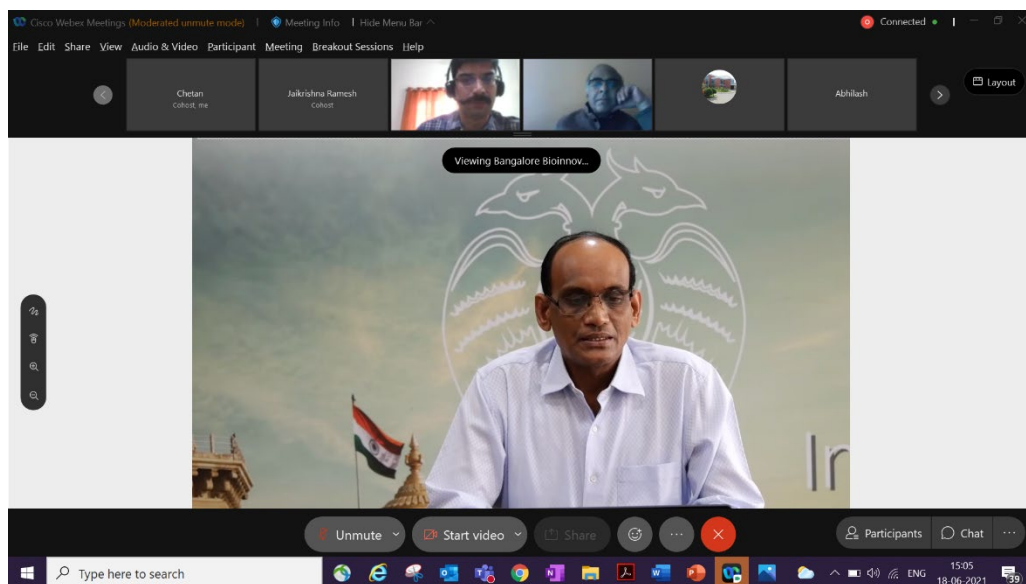 Cisco Webex Meetings (Moderated unmute mode) | Meeting Info | Hide Menu Bar
Connected
File Edit Share View Audio & Video Participant Meeting Breakout Sessions Help
Chetan
Cohost, me
Jaikrishna Ramesh
Cohost
Abhilash
Layout
Viewing Bangalore Bioinnov...
In
Unmute
Start video
Share
Participants
Chat
Type here to search
ENG
15:05
18-06-2021
39